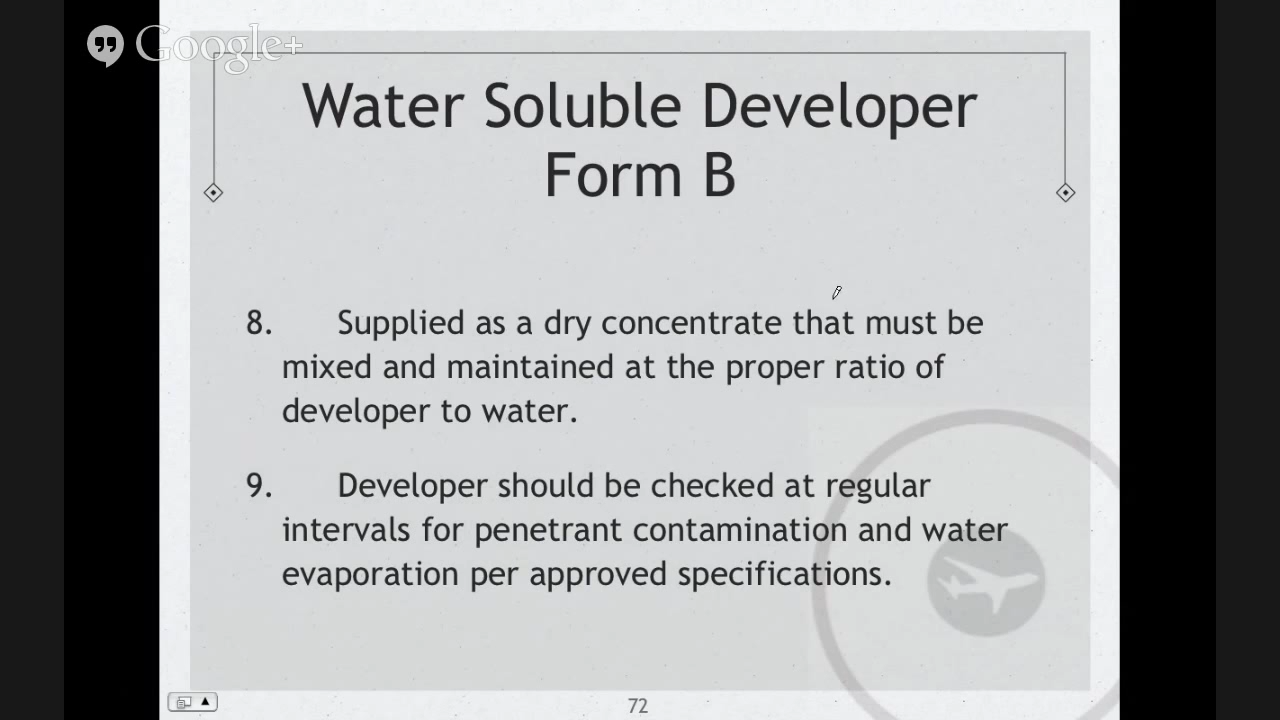 Google+
Water Soluble Developer
Form B
8. Supplied as a dry concentrate that must be
mixed and maintained at the proper ratio of
developer to water.
9. Developer should be checked at regular
intervals for penetrant contamination and water
evaporation per approved specifications.
72